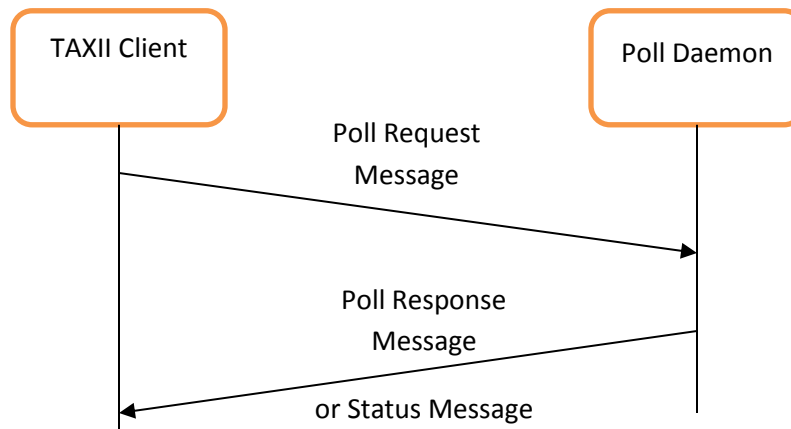 TAXII Client
Poll Daemon
Poll Request
Message
Poll Response
Message
or Status Message